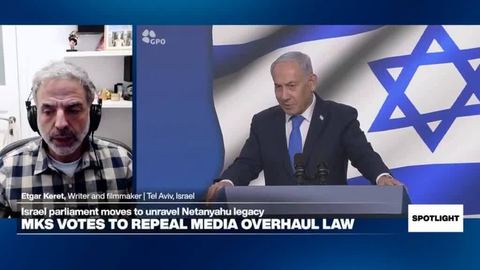 GPO
Etgar Keret, Writer and filmmaker | Tel Aviv, Israel
Israel parliament moves to unravel Netanyahu legacy
MKS VOTES TO REPEAL MEDIA OVERHAUL LAW
SPOTLIGHT